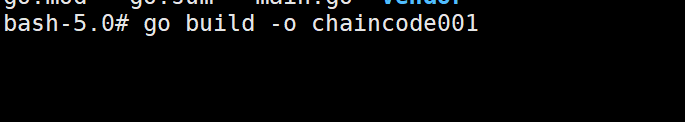 go.mod go.sum main.go vendor
bash-5.0# go build -o chaincode001